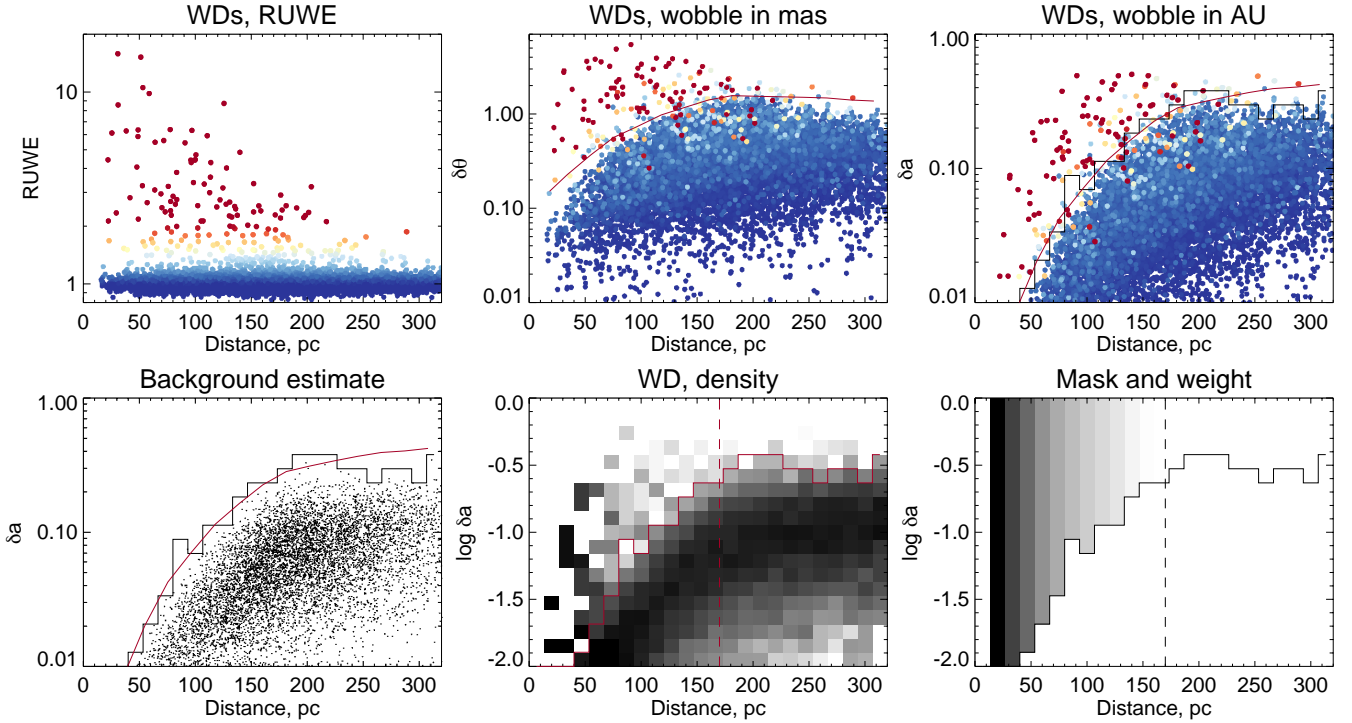 WDs, RUWE
WDs, wobble in mas
WDs, wobble in AU
RUWE
10
1
0 50 100 150 200 250 300
Distance, pc
δθ
1.00
0.10
0.01
0 50 100 150 200 250 300
Distance, pc
δa
1.00
0.10
0.01
0 50 100 150 200 250 300
Distance, pc
Background estimate
WD, density
Mask and weight
δa
1.00
0.10
0.01
0 50 100 150 200 250 300
Distance, pc
log δa
0.0
-0.5
-1.0
-1.5
-2.0
0 50 100 150 200 250 300
Distance, pc
log δa
0.0
-0.5
-1.0
-1.5
-2.0
0 50 100 150 200 250 300
Distance, pc